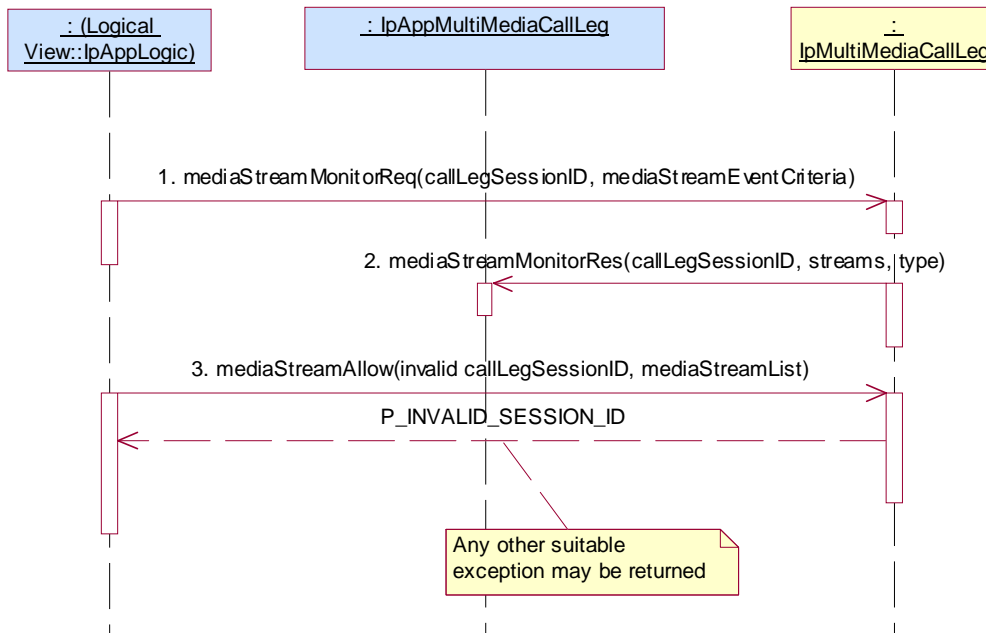 : (Logical
View::IpAppLogic)
: IpAppMultiMediaCallLeg
:
IpMultiMediaCallLeg
1. mediaStreamMonitorReq(callLegSessionID, mediaStreamEventCriteria)
2. mediaStreamMonitorRes(callLegSessionID, streams, type)
3. mediaStreamAllow(invalid callLegSessionID, mediaStreamList)
P_INVALID_SESSION_ID
Any other suitable
exception may be returned